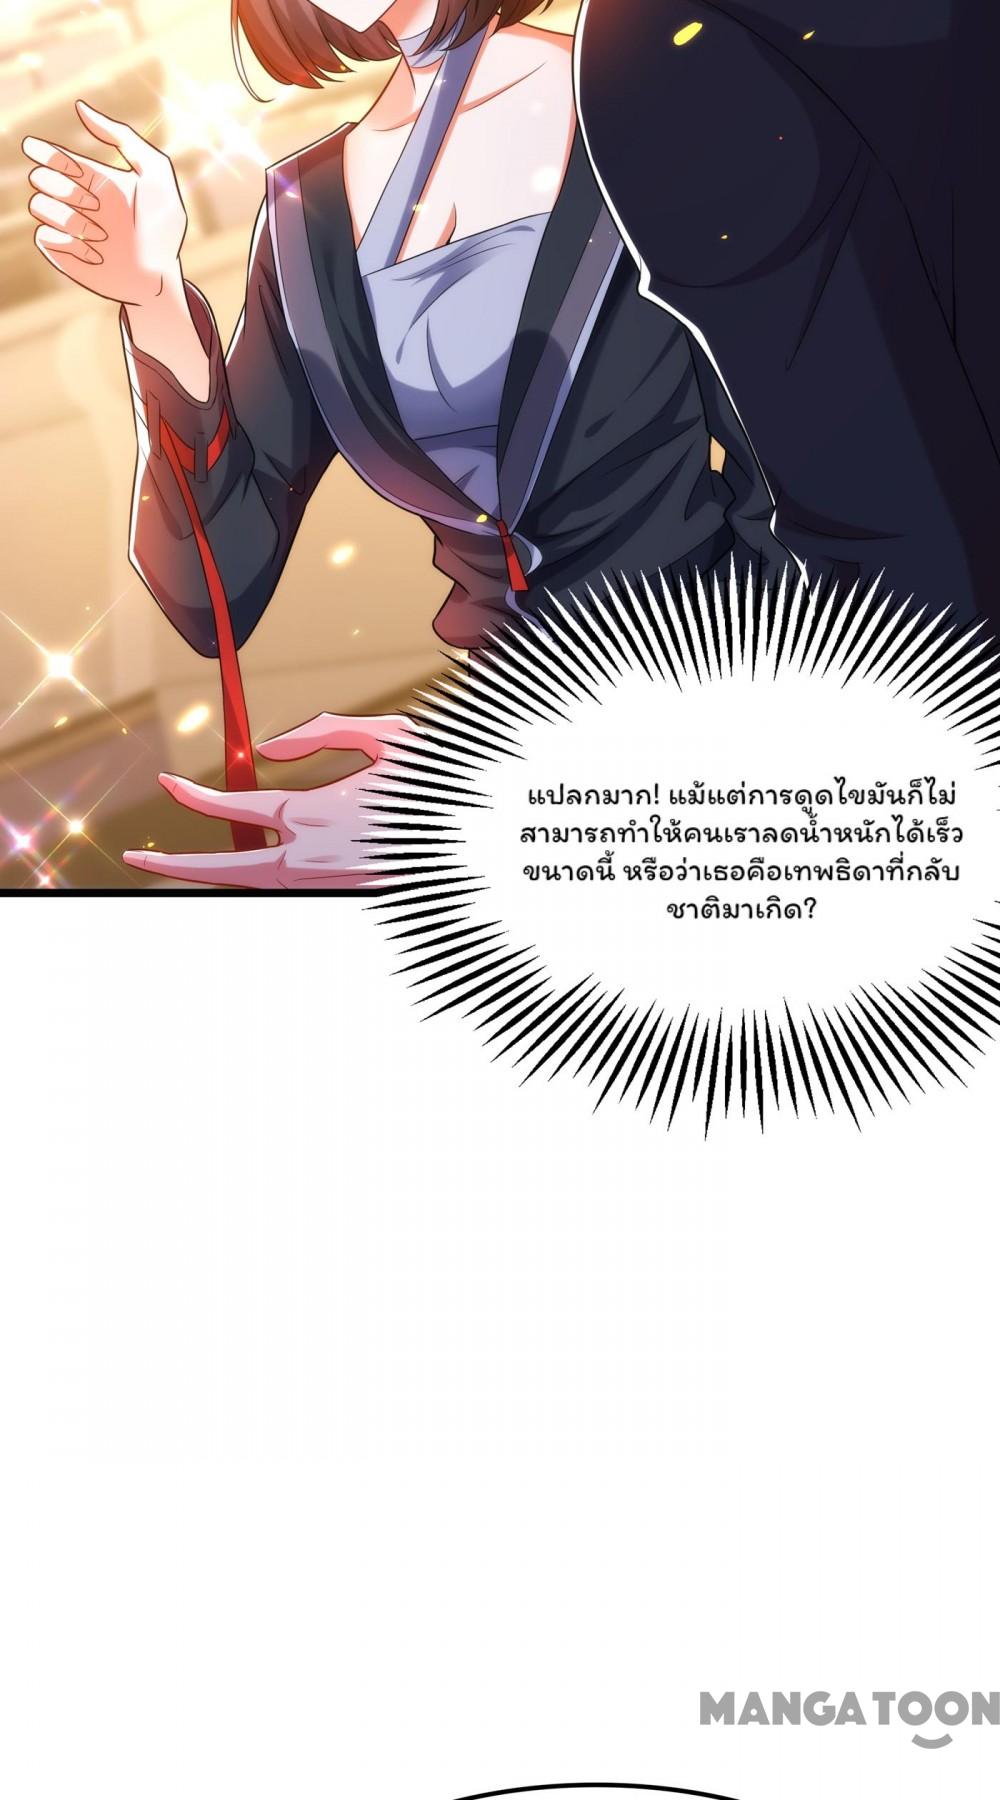 แปลกมาก! แม้แต่การดูดไขมันก็ไม่
สามารถทำให้คนเราลดน้ำหนักได้เร็ว
ขนาดนี้ หรือว่าเธอคือเทพธิดาที่กลับ
ชาติมาเกิด?
MANGATOON